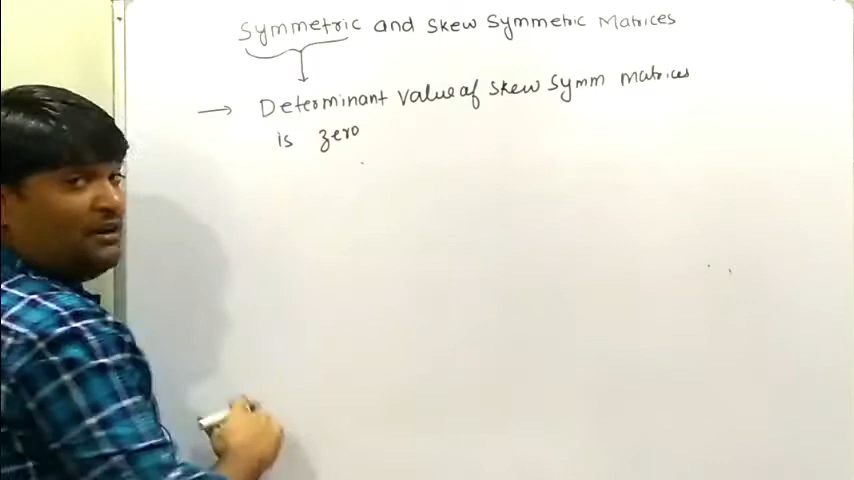 Symmetric and Skew Symmetric Matrices
Determinant Value of Skew Symm matrices
is zero